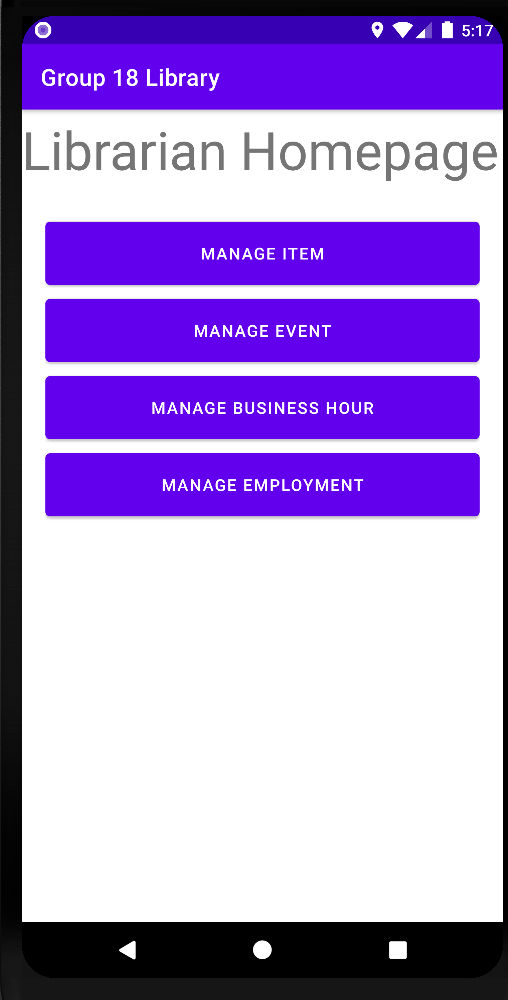 5:17
Group 18 Library
Librarian Homepage
MANAGE ITEM
MANAGE EVENT
MANAGE BUSINESS HOUR
MANAGE EMPLOYMENT